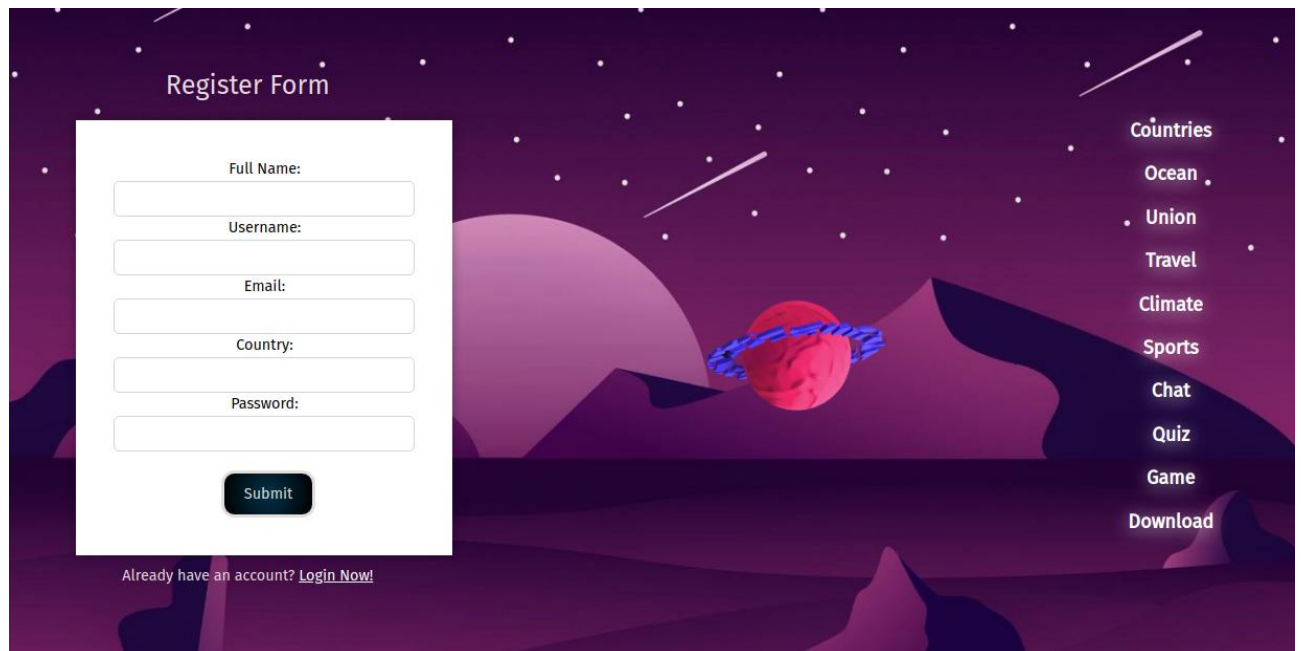 Register Form
Full Name:
Username:
Email:
Country:
Password:
Submit
Already have an account? Login Now!
Countries
Ocean
Union
Travel
Climate
Sports
Chat
Quiz
Game
Download